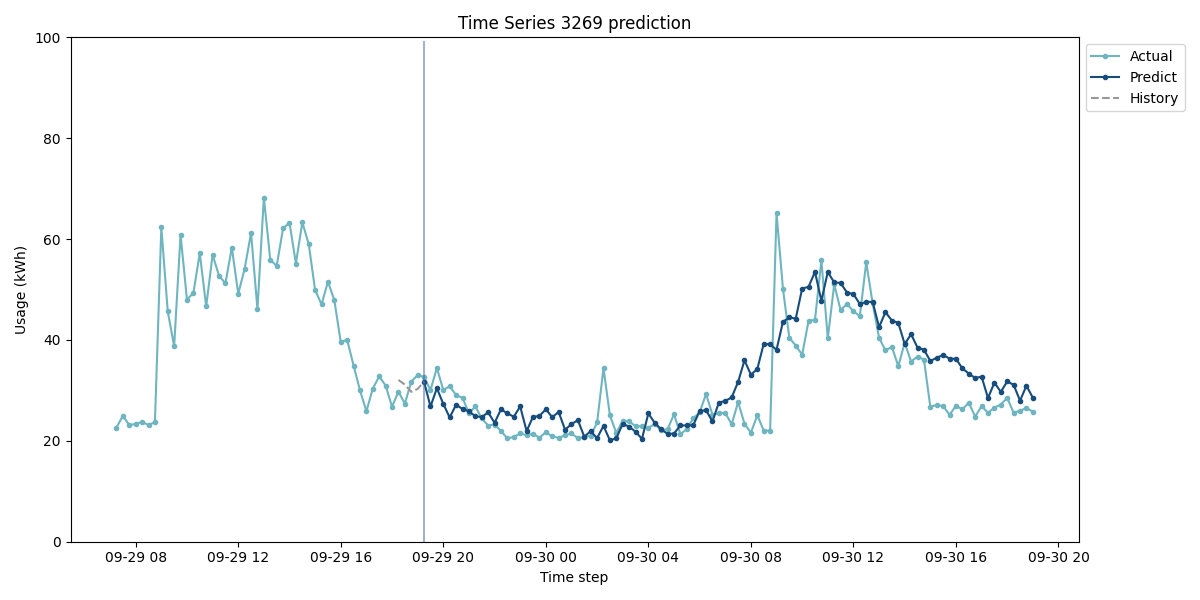 Time Series 3269 prediction
100
80
60
40
20
0
Usage (kWh)
09-29 08
09-29 12
09-29 16
09-29 20
09-30 00
09-30 04
09-30 08
09-30 12
09-30 16
09-30 20
Time step
Actual
Predict
History